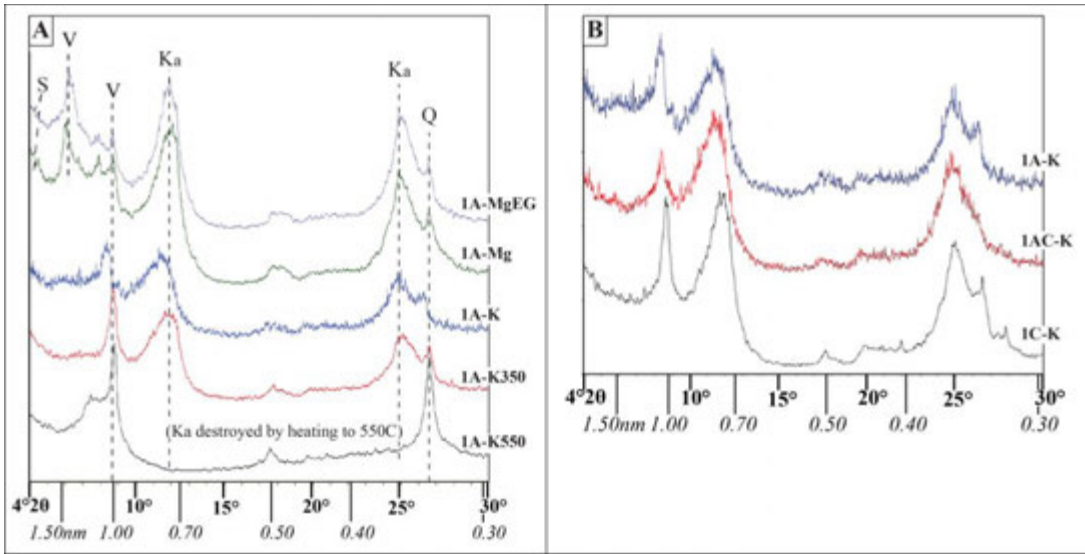 A
V
Ka
S
V
Ka
Q
1A-MgEG
1A-Mg
1A-K
1A-K350
(Ka destroyed by heating to 550C)
1A-K550
4°2θ 10° 15° 20° 25° 30°
1.50nm 1.00 0.70 0.50 0.40 0.30
B
1A-K
1AC-K
1C-K
4°2θ 10° 15° 20° 25° 30°
1.50nm 1.00 0.70 0.50 0.40 0.30